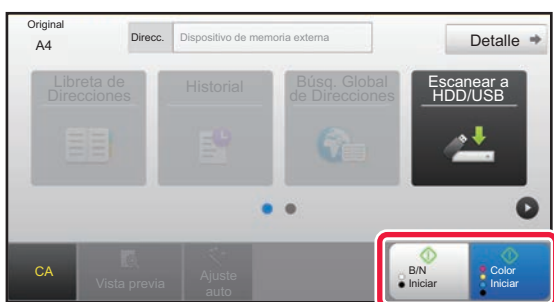 Original
A4
Direcc.
Dispositivo de memoria externa
Detalle
Libreta de
Direcciones
Historial
Búsq. Global
de Direcciones
Escanear a
HDD/USB
CA
Vista previa
Ajuste
auto
B/N
Iniciar
Color
Iniciar